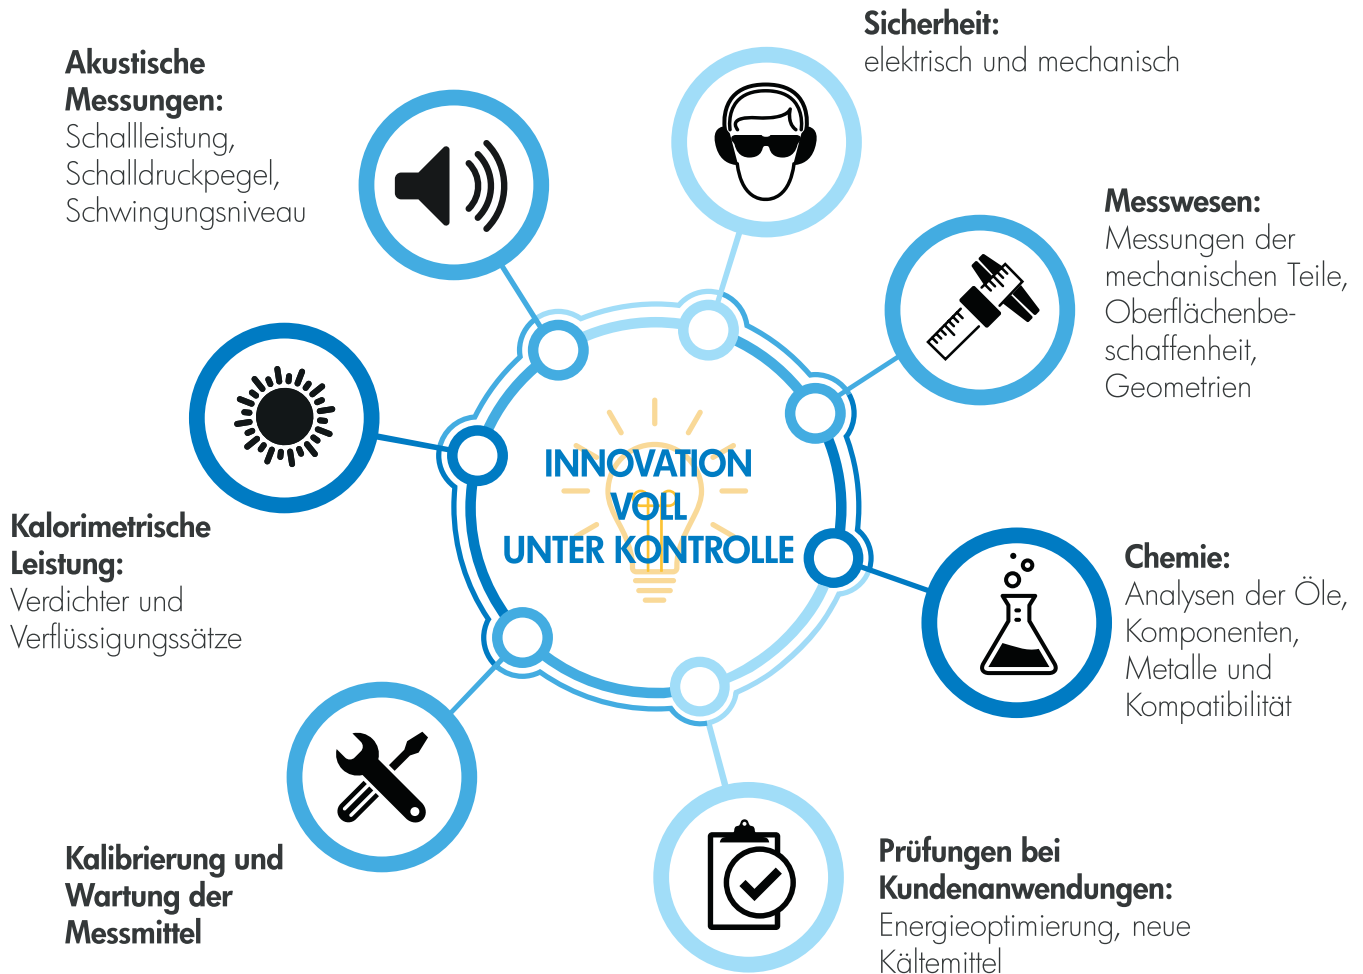 Sicherheit:
elektrisch und mechanisch
Akustische
Messungen:
Schallleistung,
Schalldruckpegel,
Schwingungsniveau
Messwesen:
Messungen der
mechanischen Teile,
Oberflächenbe-
schaffenheit,
Geometrien
INNOVATION
VOLL
UNTER KONTROLLE
Kalorimetrische
Leistung:
Verdichter und
Verflüssigungssätze
Chemie:
Analysen der Öle,
Komponenten,
Metalle und
Kompatibilität
Kalibrierung und
Wartung der
Messmittel
Prüfungen bei
Kundenanwendungen:
Energieoptimierung, neue
Kältemittel